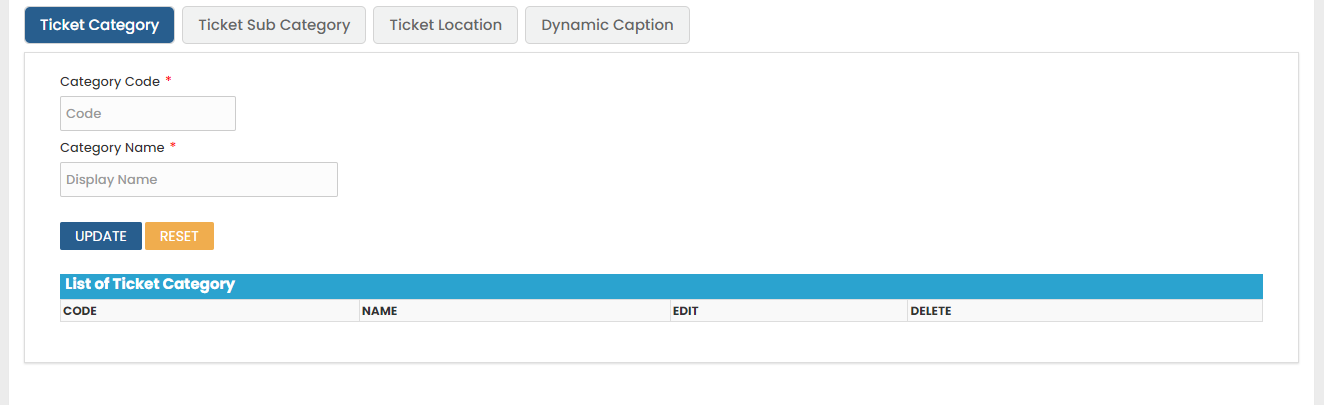 Ticket Category Ticket Sub Category Ticket Location Dynamic Caption
Category Code *
Code
Category Name *
Display Name
UPDATE RESET
List of Ticket Category
CODE NAME EDIT DELETE